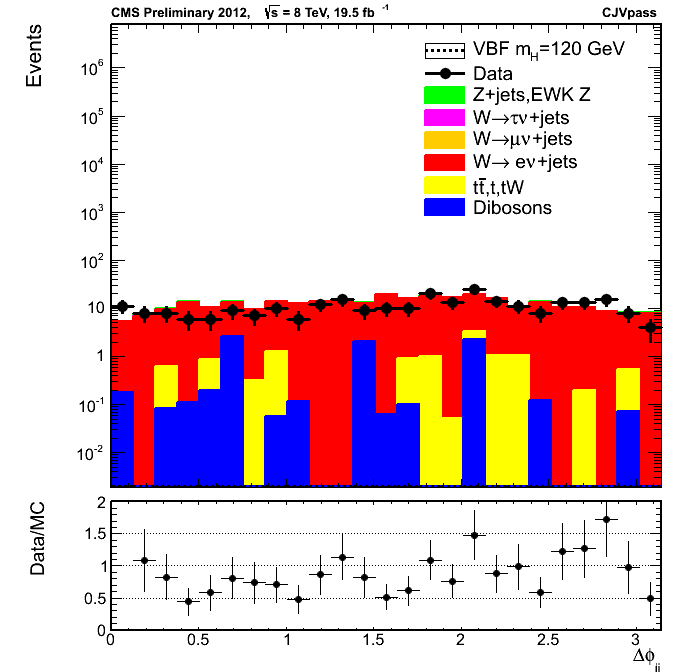 CMS Preliminary 2012, √s = 8 TeV, 19.5 fb⁻¹ CJVpass
Events
10⁶
10⁵
10⁴
10³
10²
10
1
10⁻¹
10⁻²
VBF m_H=120 GeV
Data
Z+jets,EWK Z
W→τν+jets
W→μν+jets
W→ eν+jets
tt̄,t,tW
Dibosons
Data/MC
2
1.5
1
0.5
0
0 0.5 1 1.5 2 2.5 3
Δϕ_jj